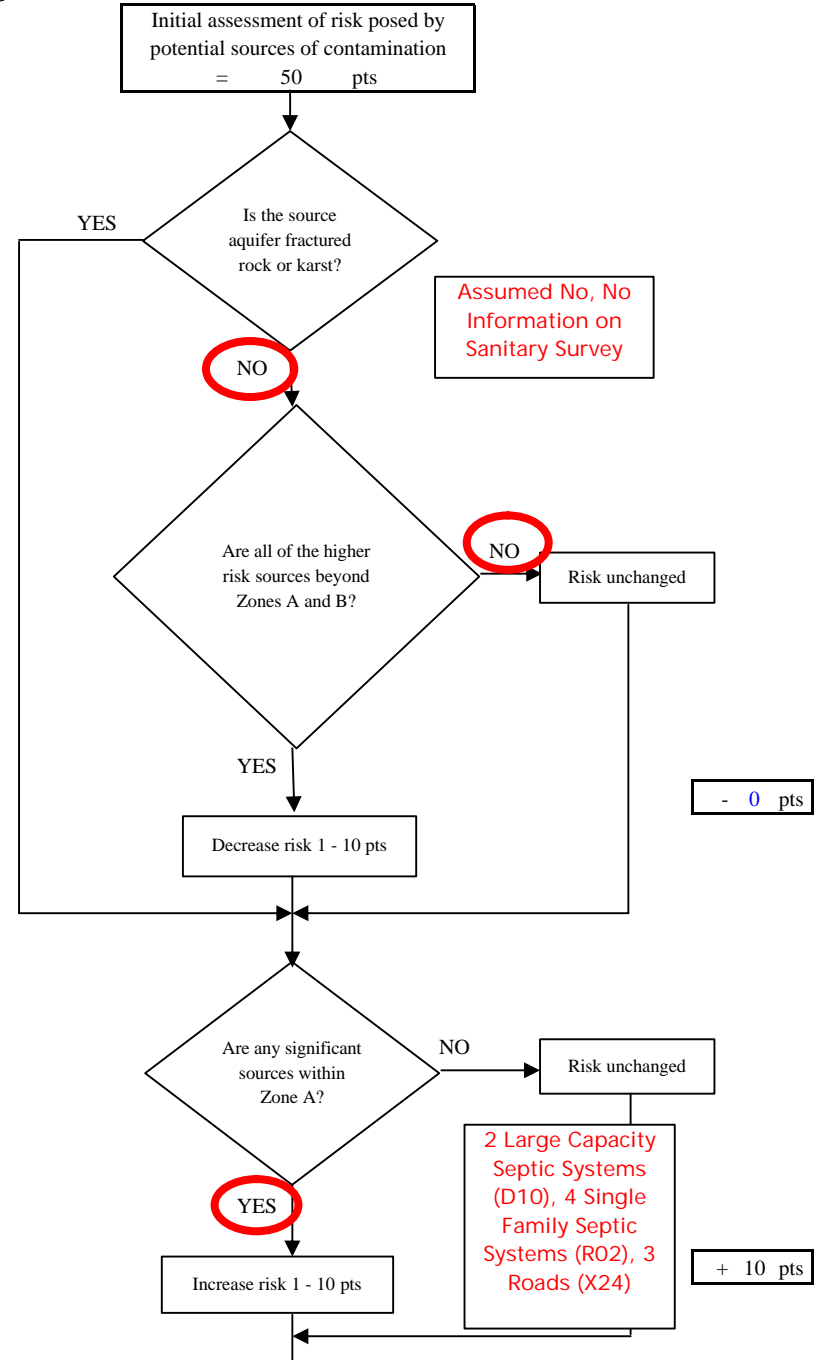 Initial assessment of risk posed by
potential sources of contamination
= 50 pts
YES
Is the source
aquifer fractured
rock or karst?
Assumed No, No
Information on
Sanitary Survey
NO
Are all of the higher
risk sources beyond
Zones A and B?
NO
Risk unchanged
YES
- 0 pts
Decrease risk 1 - 10 pts
Are any significant
sources within
Zone A?
NO
Risk unchanged
2 Large Capacity
Septic Systems
(D10), 4 Single
Family Septic
Systems (R02), 3
Roads (X24)
YES
+ 10 pts
Increase risk 1 - 10 pts